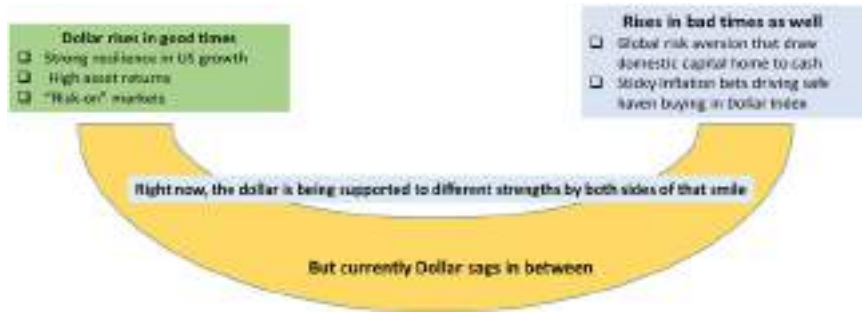 Dollar rises in good times
❑ Strong resilience in US growth
❑ High asset returns
❑ "Risk-on" markets
Rises in bad times as well
❑ Global risk aversion that draw
domestic capital home to cash
❑ Sticky inflation bets driving safe
haven buying in Dollar Index
Right now, the dollar is being supported to different strengths by both sides of that smile
But currently Dollar sags in between